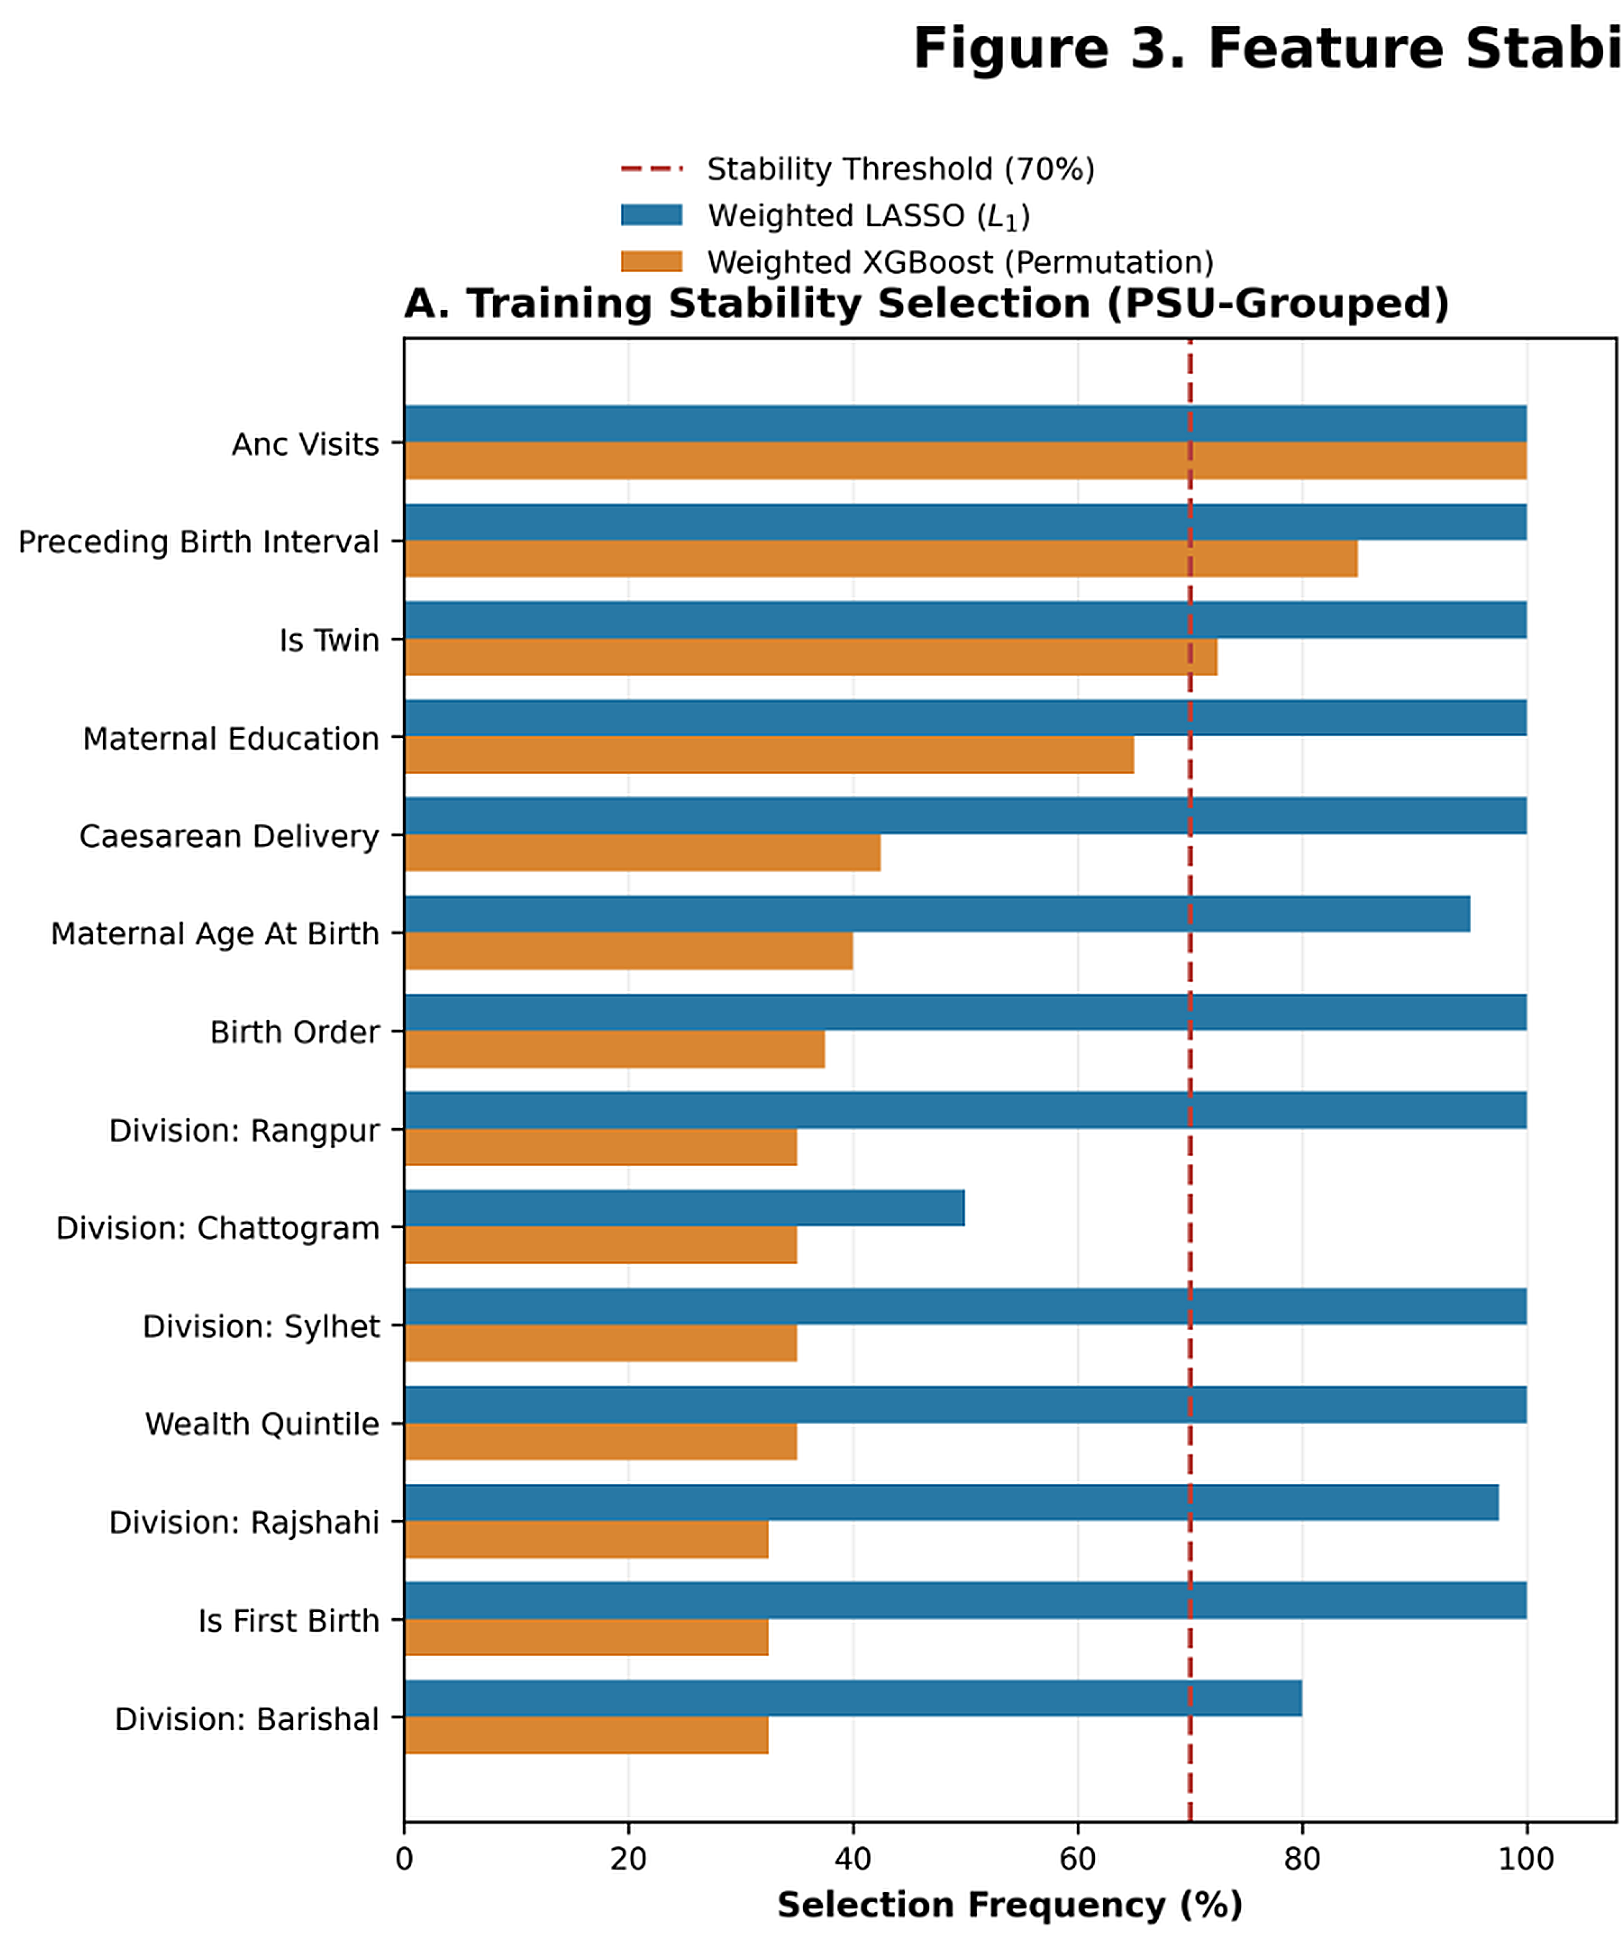 Figure 3. Feature Stabi
Stability Threshold (70%)
Weighted LASSO (L₁)
Weighted XGBoost (Permutation)
A. Training Stability Selection (PSU-Grouped)
Anc Visits
Preceding Birth Interval
Is Twin
Maternal Education
Caesarean Delivery
Maternal Age At Birth
Birth Order
Division: Rangpur
Division: Chattogram
Division: Sylhet
Wealth Quintile
Division: Rajshahi
Is First Birth
Division: Barishal
0 20 40 60 80 100
Selection Frequency (%)